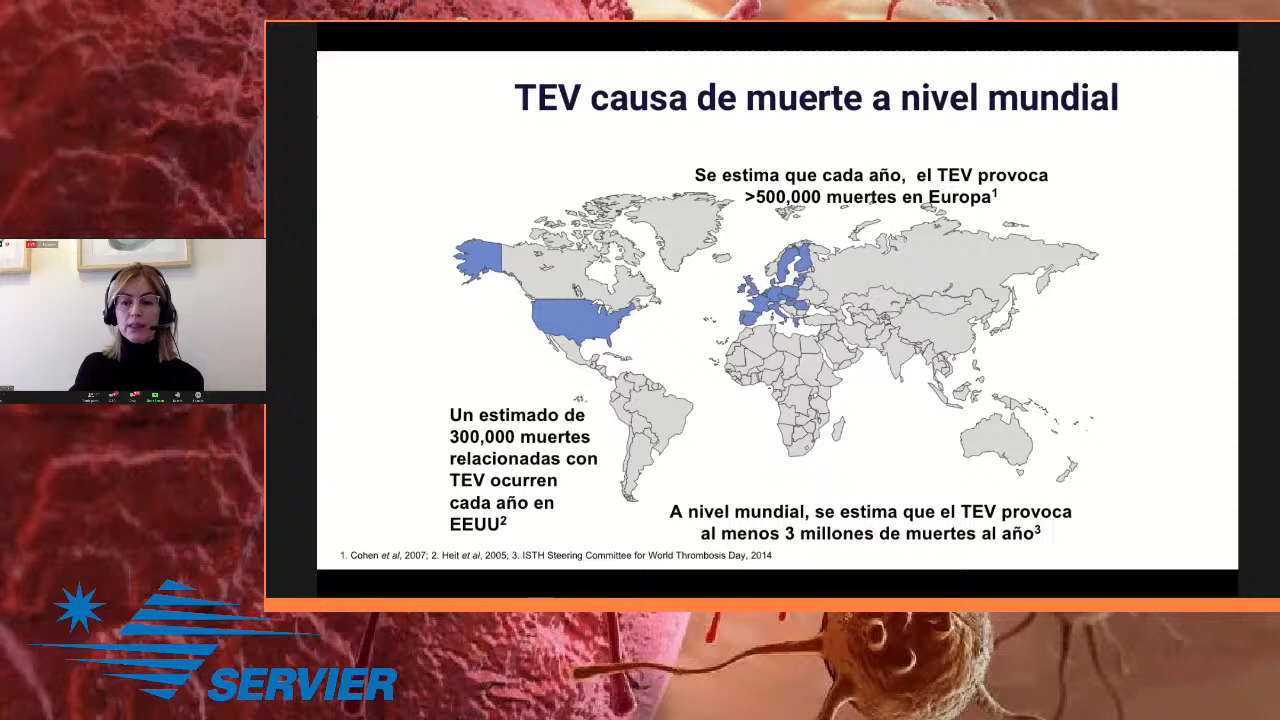 TEV causa de muerte a nivel mundial
Se estima que cada año, el TEV provoca
>500,000 muertes en Europa1
Un estimado de
300,000 muertes
relacionadas con
TEV ocurren
cada año en
EEUU2
A nivel mundial, se estima que el TEV provoca
al menos 3 millones de muertes al año3
1. Cohen et al, 2007; 2. Heit et al, 2005; 3. ISTH Steering Committee for World Thrombosis Day, 2014
SERVIER